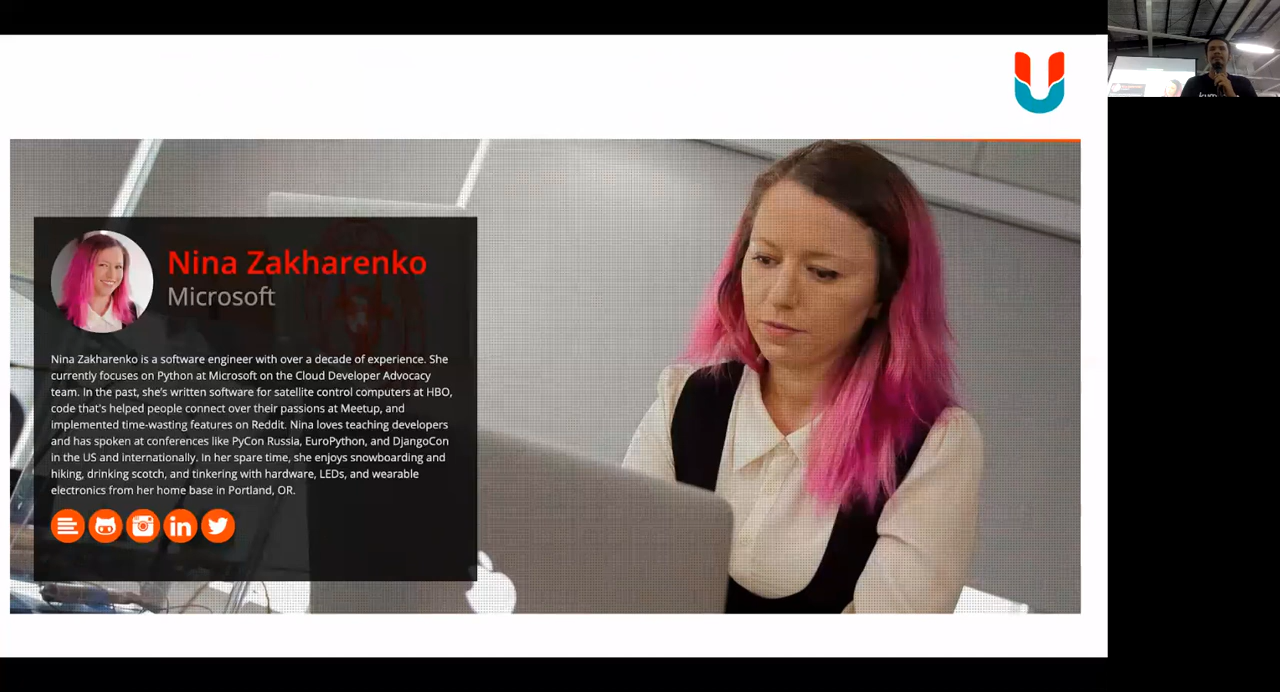 Nina Zakharenko
Microsoft
Nina Zakharenko is a software engineer with over a decade of experience. She
currently focuses on Python at Microsoft on the Cloud Developer Advocacy
team. In the past, she's written software for satellite control computers at HBO,
code that's helped people connect over their passions at Meetup, and
implemented time-wasting features on Reddit. Nina loves teaching developers
and has spoken at conferences like PyCon Russia, EuroPython, and DjangoCon
in the US and internationally. In her spare time, she enjoys snowboarding and
hiking, drinking scotch, and tinkering with hardware, LEDs, and wearable
electronics from her home base in Portland, OR.
in